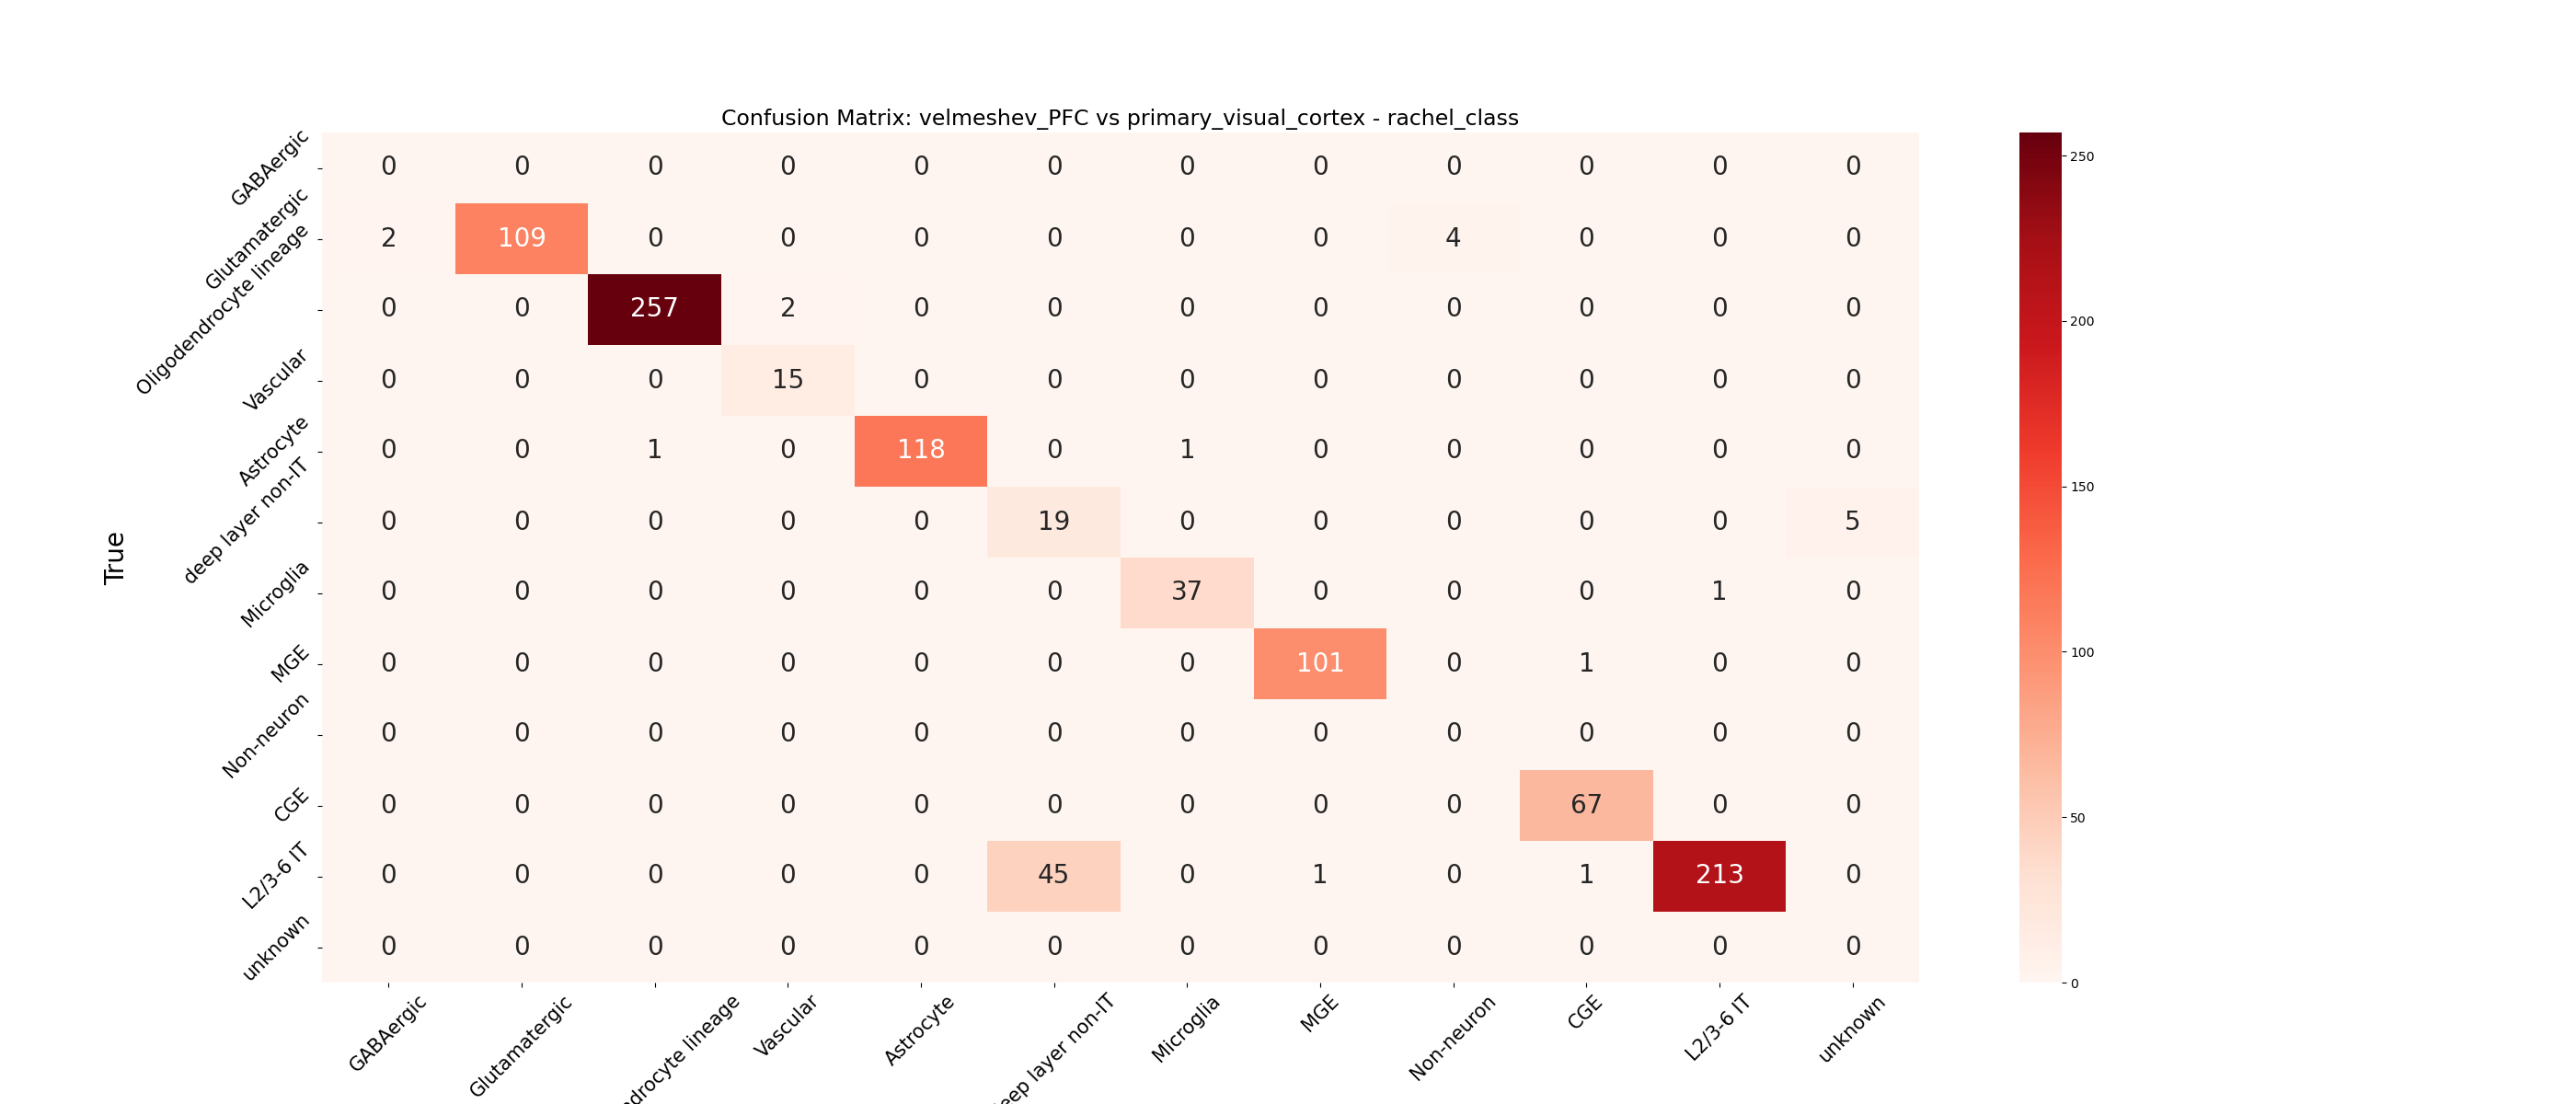 Confusion Matrix: velmeshev_PFC vs primary_visual_cortex - rachel_class
True
GABAergic 0 0 0 0 0 0 0 0 0 0 0 0
Glutamatergic 2 109 0 0 0 0 0 0 4 0 0 0
Oligodendrocyte lineage 0 0 257 2 0 0 0 0 0 0 0 0
Vascular 0 0 0 15 0 0 0 0 0 0 0 0
Astrocyte 0 0 1 0 118 0 1 0 0 0 0 0
deep layer non-IT 0 0 0 0 0 19 0 0 0 0 0 5
Microglia 0 0 0 0 0 0 37 0 0 0 1 0
MGE 0 0 0 0 0 0 0 101 0 1 0 0
Non-neuron 0 0 0 0 0 0 0 0 0 0 0 0
CGE 0 0 0 0 0 0 0 0 0 67 0 0
L2/3-6 IT 0 0 0 0 0 45 0 1 0 1 213 0
unknown 0 0 0 0 0 0 0 0 0 0 0 0
GABAergic Glutamatergic lineage Vascular Astrocyte layer non-IT Microglia MGE Non-neuron CGE L2/3-6 IT unknown
250
200
150
100
50
0